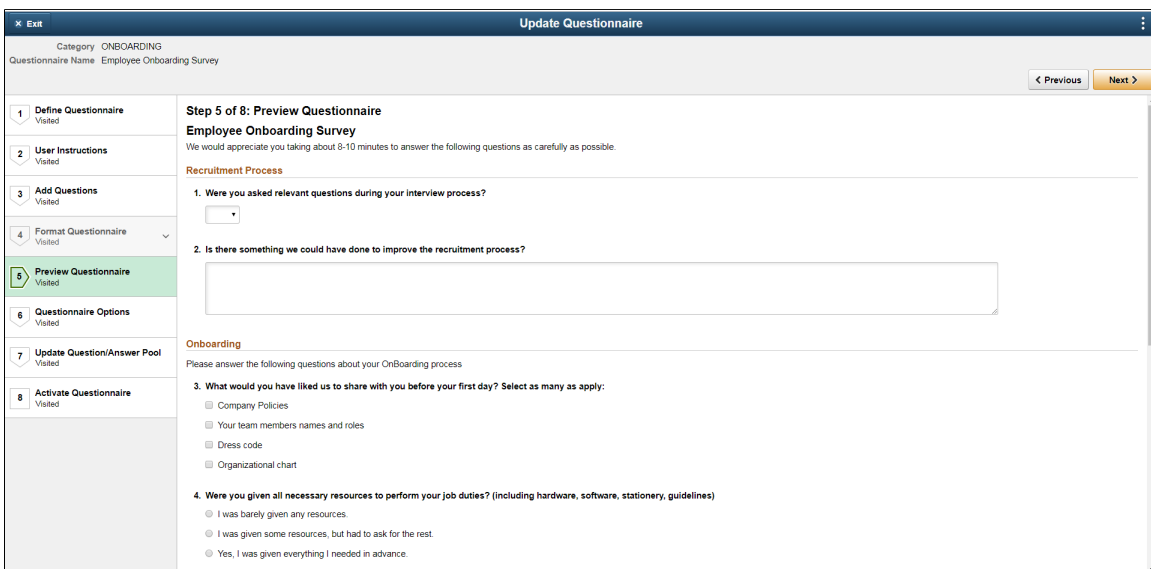 × Exit
Update Questionnaire
Category ONBOARDING
Questionnaire Name Employee Onboarding Survey
Previous
Next
1 Define Questionnaire
Visited
2 User Instructions
Visited
3 Add Questions
Visited
4 Format Questionnaire
Visited
5 Preview Questionnaire
Visited
6 Questionnaire Options
Visited
7 Update Question/Answer Pool
Visited
8 Activate Questionnaire
Visited
Step 5 of 8: Preview Questionnaire
Employee Onboarding Survey
We would appreciate you taking about 8-10 minutes to answer the following questions as carefully as possible.
Recruitment Process
1. Were you asked relevant questions during your interview process?
2. Is there something we could have done to improve the recruitment process?
Onboarding
Please answer the following questions about your OnBoarding process
3. What would you have liked us to share with you before your first day? Select as many as apply:
Company Policies
Your team members names and roles
Dress code
Organizational chart
4. Were you given all necessary resources to perform your job duties? (including hardware, software, stationery, guidelines)
I was barely given any resources.
I was given some resources, but had to ask for the rest.
Yes, I was given everything I needed in advance.